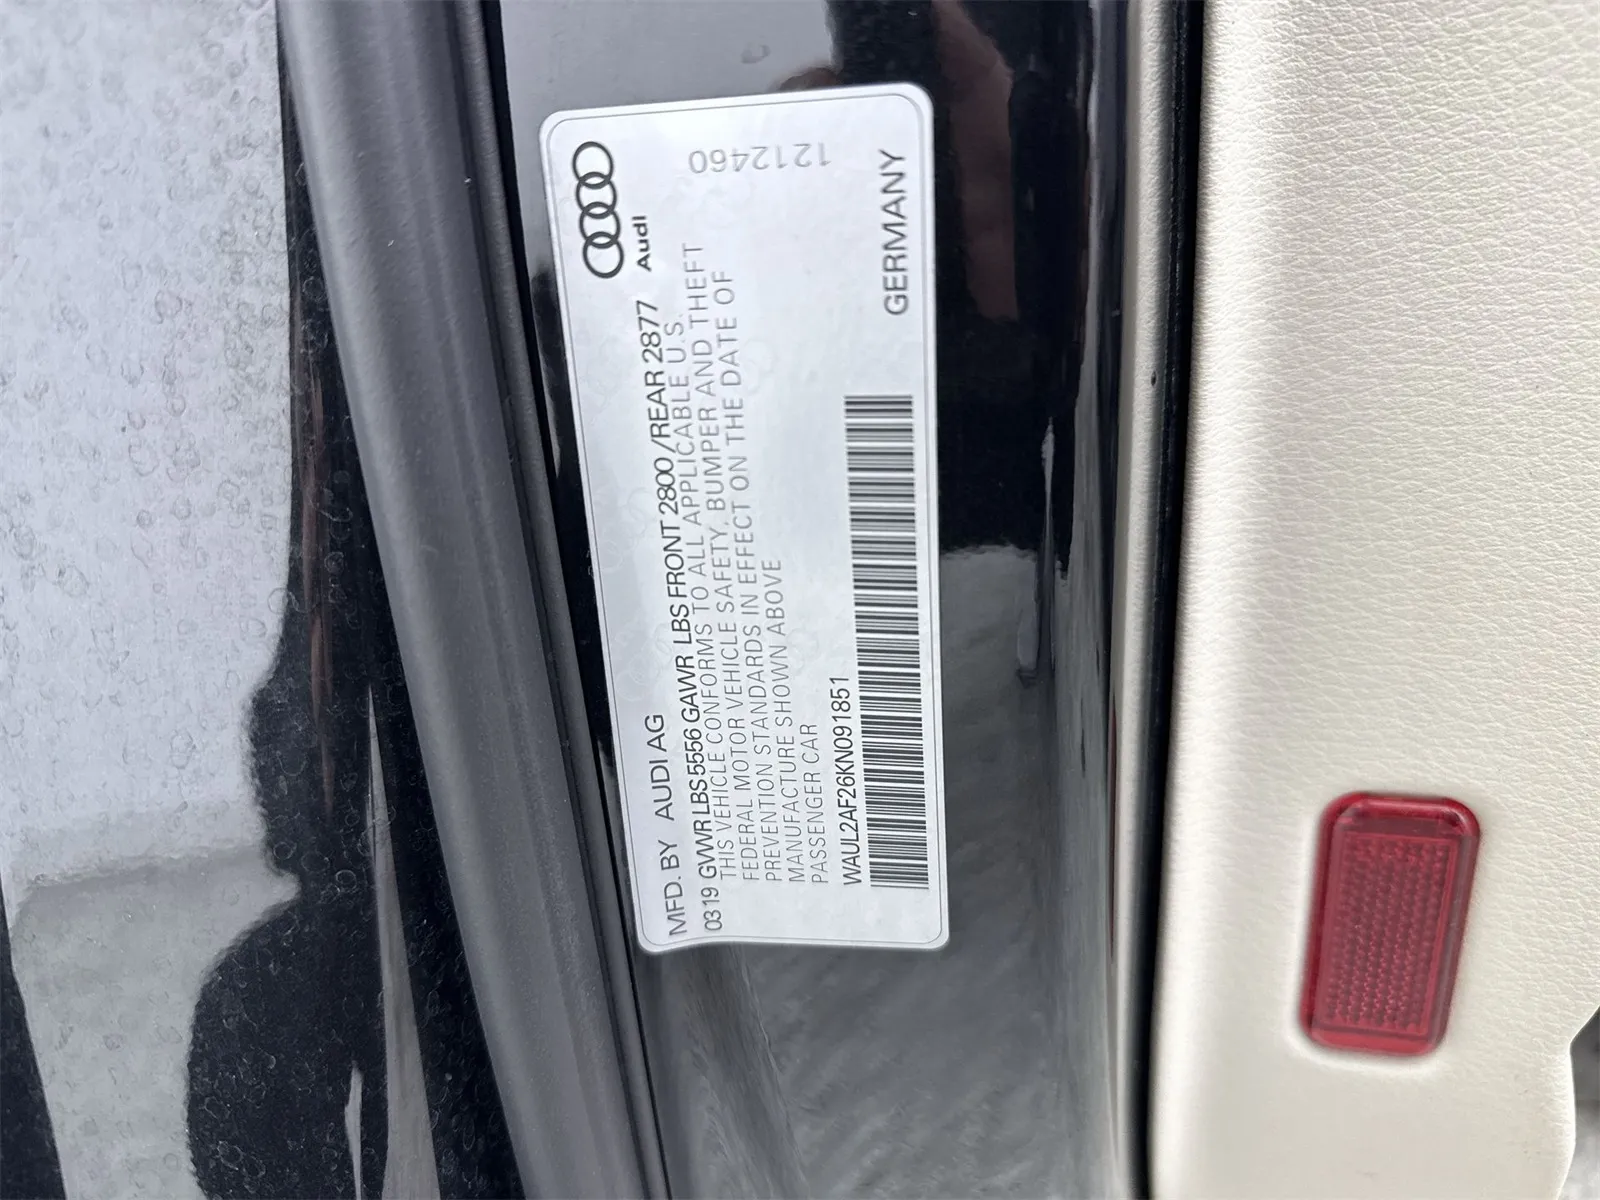 Audi
MFD. BY AUDI AG
0319 GVWR LBS 5556 GAWR LBS FRONT 2800 /REAR 2877
THIS VEHICLE CONFORMS TO ALL APPLICABLE U.S.
FEDERAL MOTOR VEHICLE SAFETY, BUMPER AND THEFT
PREVENTION STANDARDS IN EFFECT ON THE DATE OF
MANUFACTURE SHOWN ABOVE
PASSENGER CAR
WAUL2AF26KN091851
GERMANY
1212460